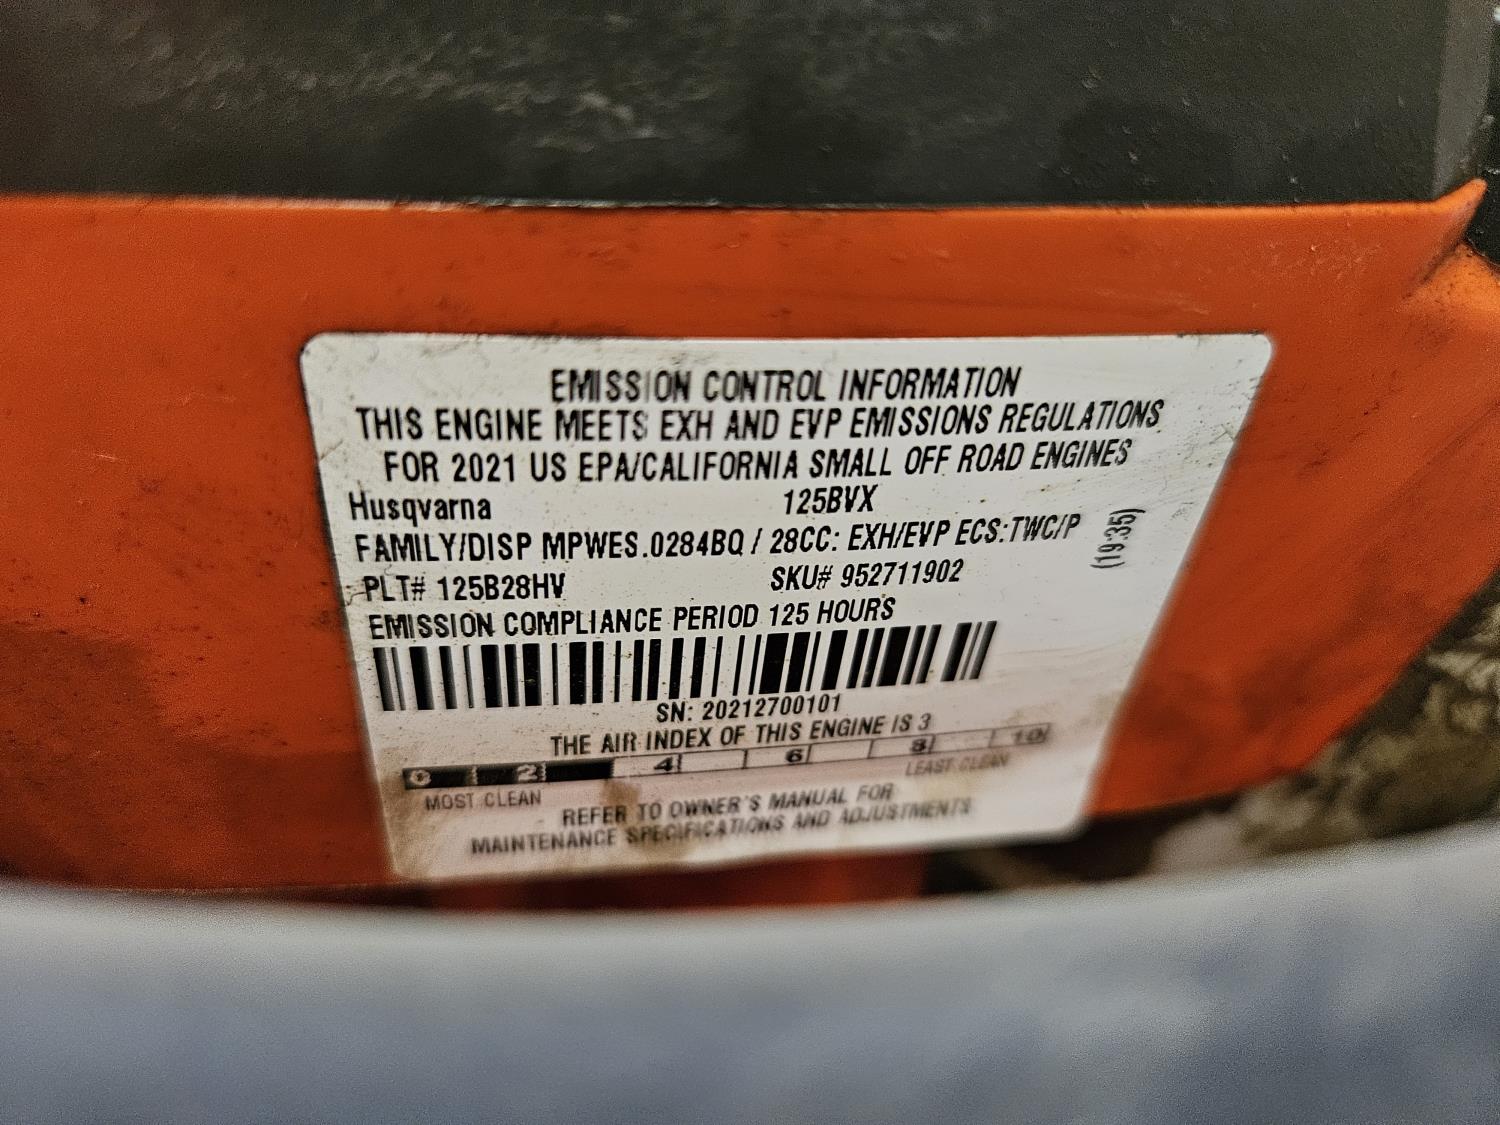 EMISSION CONTROL INFORMATION
THIS ENGINE MEETS EXH AND EVP EMISSIONS REGULATIONS
FOR 2021 US EPA/CALIFORNIA SMALL OFF ROAD ENGINES
Husqvarna 125BVX
FAMILY/DISP MPWES.0284BQ / 28CC: EXH/EVP ECS:TWC/P
(19:35)
PLT# 125B28HV SKU# 952711902
EMISSION COMPLIANCE PERIOD 125 HOURS
SN: 20212700101
THE AIR INDEX OF THIS ENGINE IS 3
0 2 4 6 8 10
MOST CLEAN LEAST CLEAN
REFER TO OWNER'S MANUAL FOR
MAINTENANCE SPECIFICATIONS AND ADJUSTMENTS